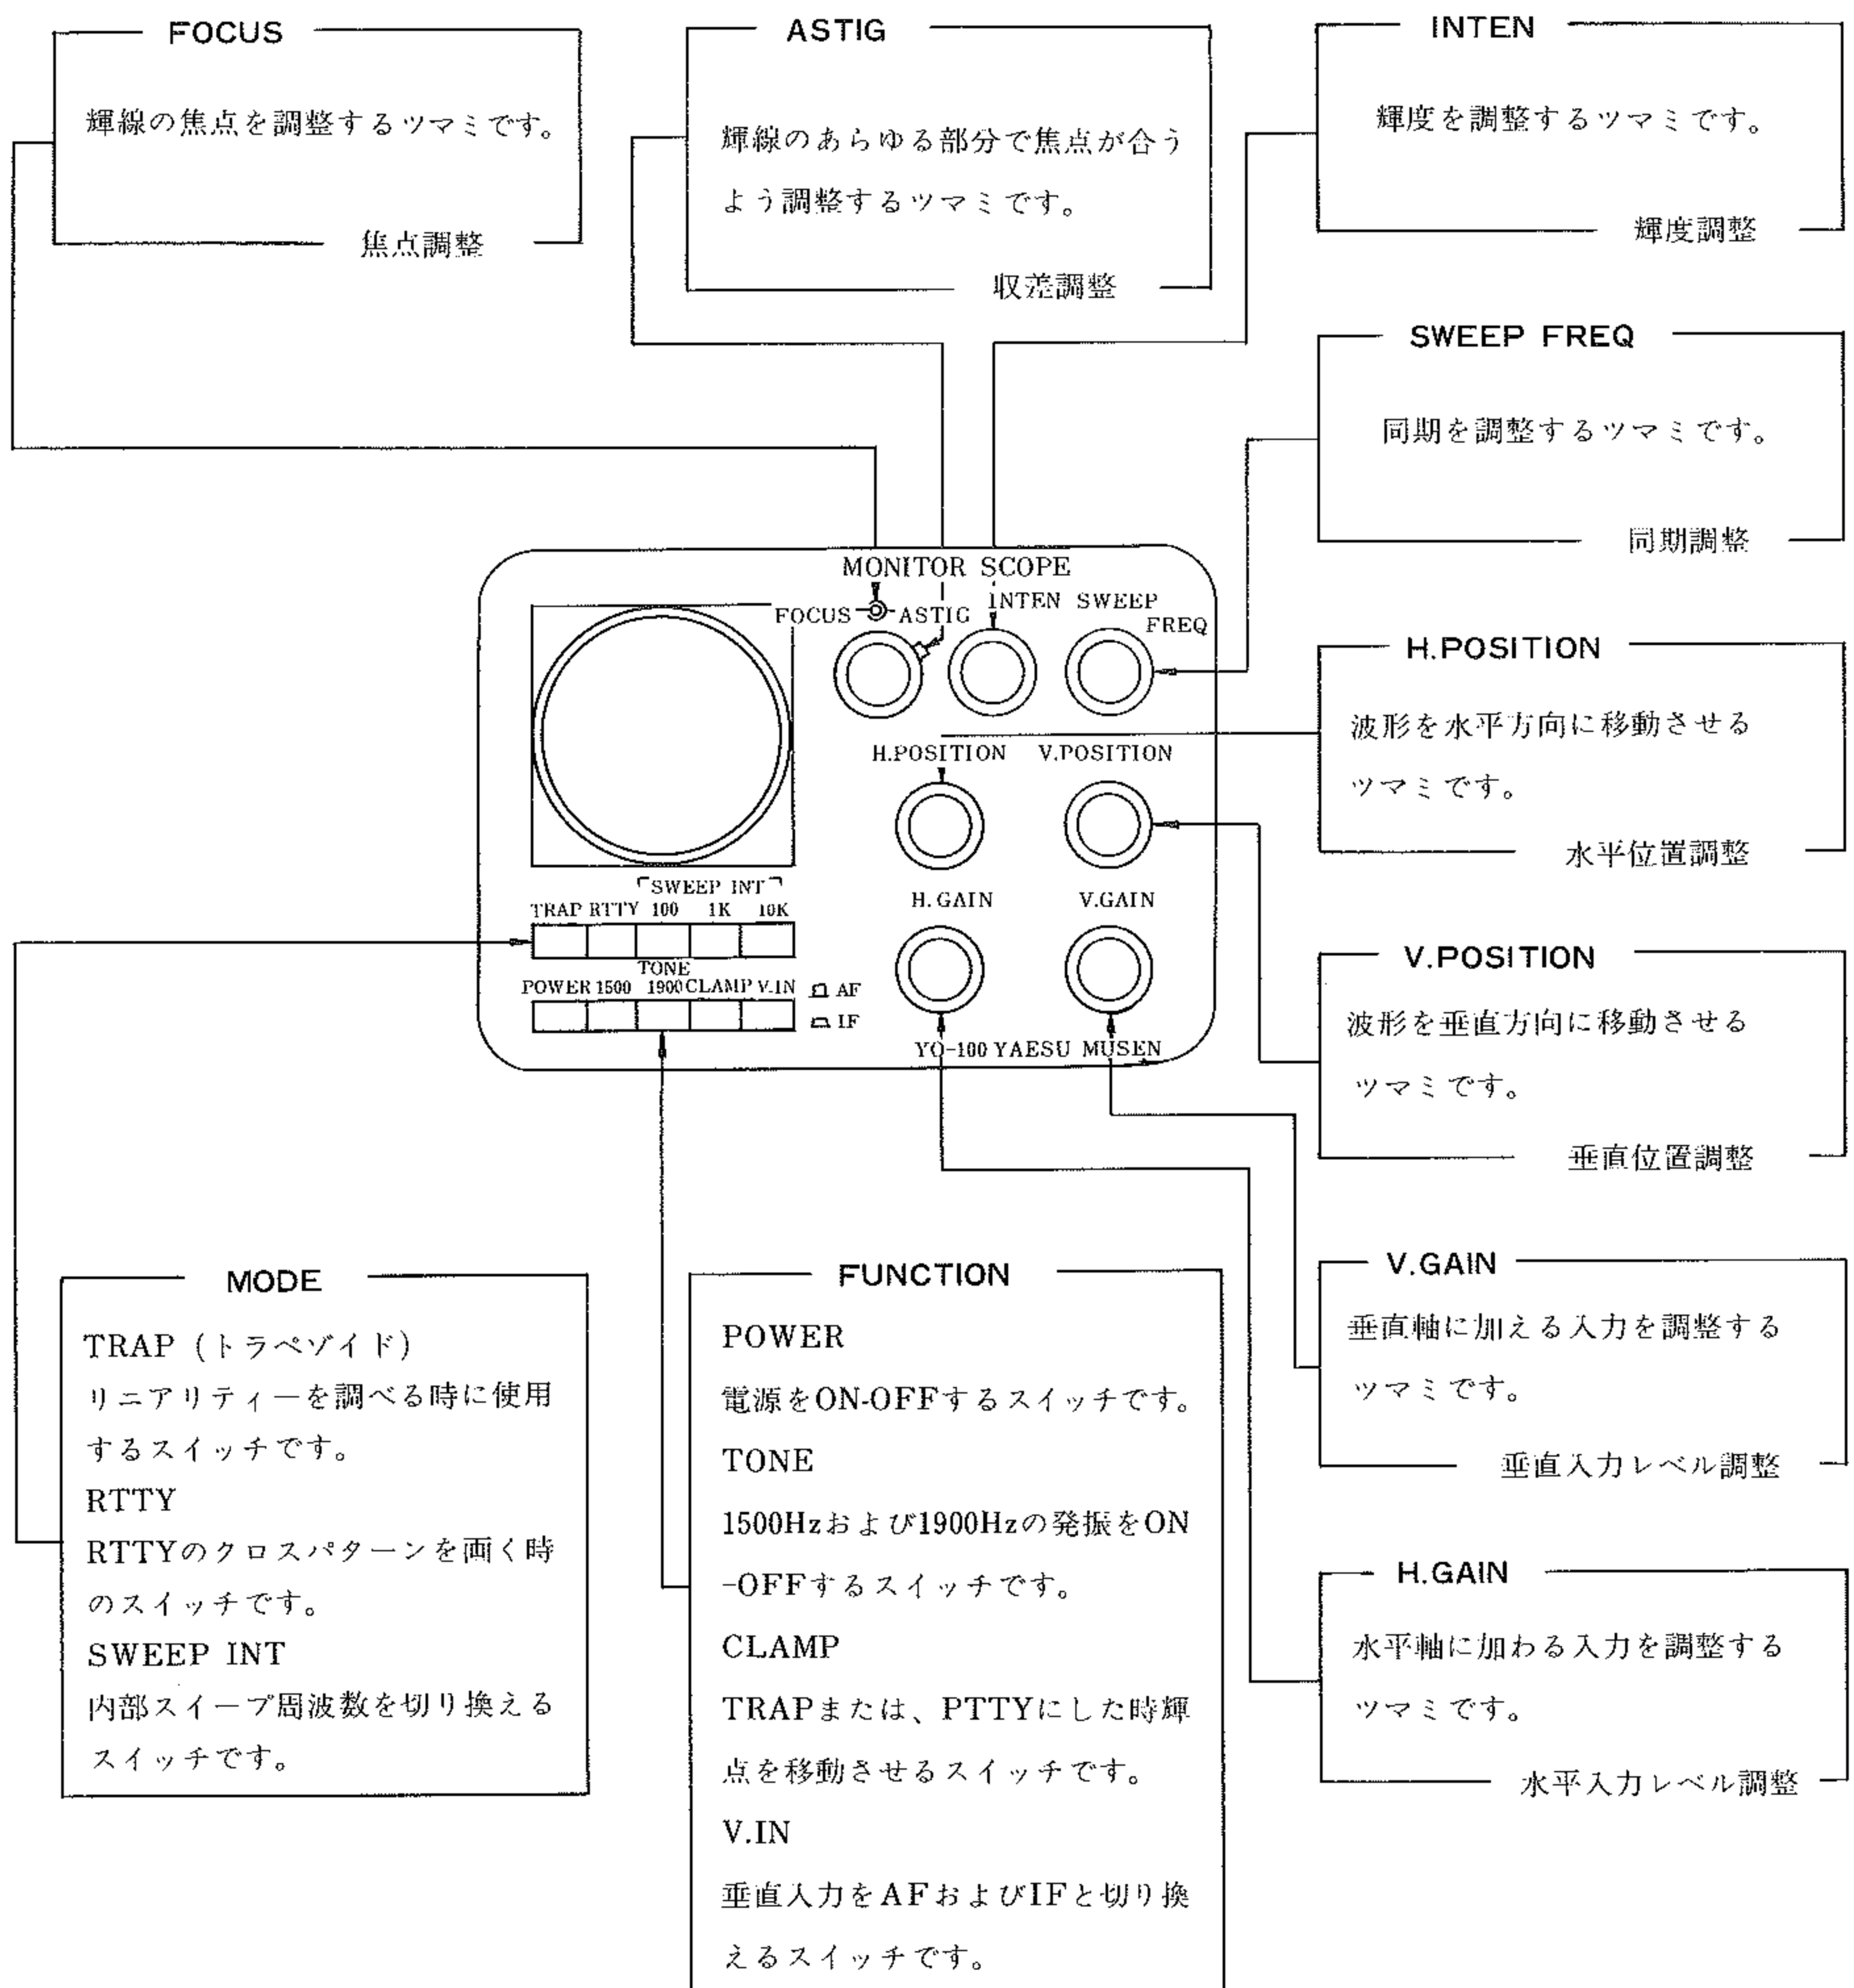 FOCUS
輝線の焦点を調整するツマミです。
焦点調整
ASTIG
輝線のあらゆる部分で焦点が合う
よう調整するツマミです。
収差調整
INTEN
輝度を調整するツマミです。
輝度調整
SWEEP FREQ
同期を調整するツマミです。
同期調整
MONITOR SCOPE
FOCUS ASTIG
INTEN SWEEP
FREQ
H.POSITION V.POSITION
SWEEP INT
TRAP RTTY 100 1K 10K
H.GAIN V.GAIN
TONE
POWER 1500 1900 CLAMP V.IN AF
IF
YO-100 YAESU MUSEN
H.POSITION
波形を水平方向に移動させる
ツマミです。
水平位置調整
V.POSITION
波形を垂直方向に移動させる
ツマミです。
垂直位置調整
V.GAIN
垂直軸に加える入力を調整する
ツマミです。
垂直入力レベル調整
H.GAIN
水平軸に加わる入力を調整する
ツマミです。
水平入力レベル調整
MODE
TRAP (トラペゾイド)
リニアリティーを調べる時に使用
するスイッチです。
RTTY
RTTYのクロスパターンを画く時
のスイッチです。
SWEEP INT
内部スイープ周波数を切り換える
スイッチです。
FUNCTION
POWER
電源をON-OFFするスイッチです。
TONE
1500Hzおよび1900Hzの発振をON
-OFFするスイッチです。
CLAMP
TRAPまたは、PTTYにした時輝
点を移動させるスイッチです。
V.IN
垂直入力をAFおよびIFと切り換
えるスイッチです。